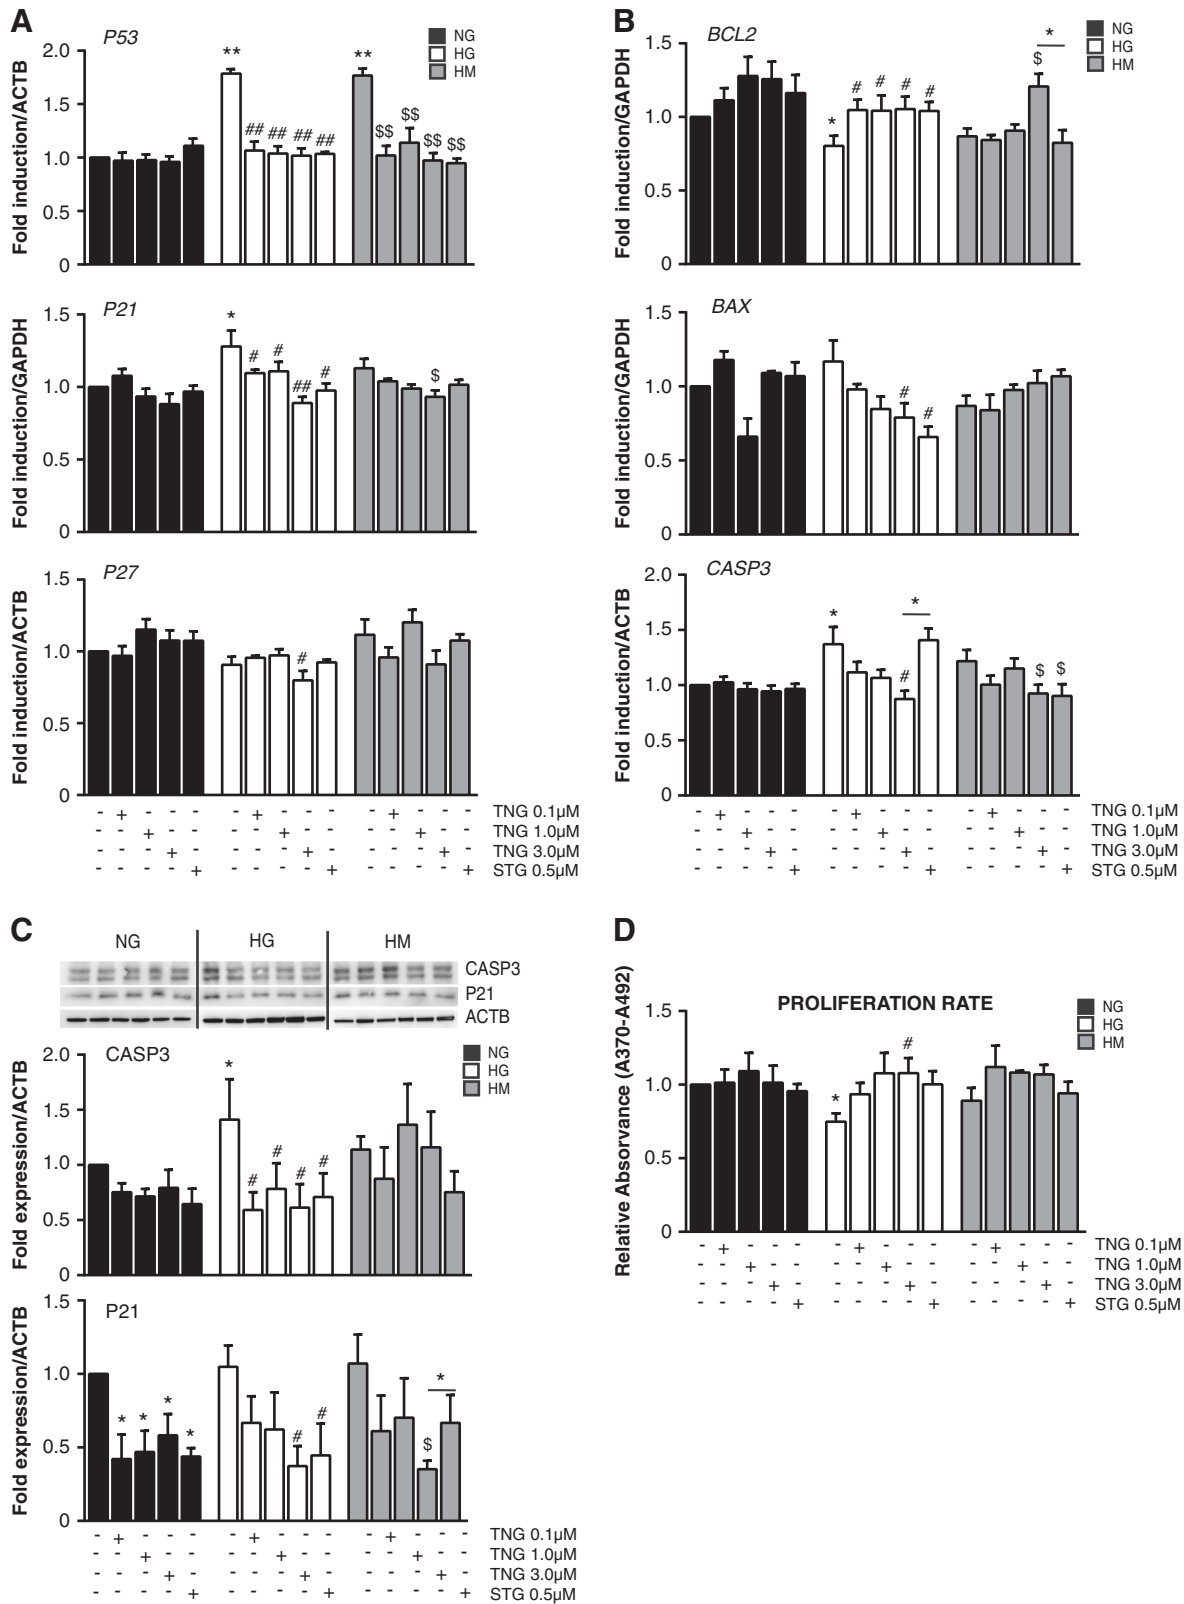 A
P53
NG
HG
HM
Fold induction/ACTB
2.0
1.5
1.0
0.5
0
** ## ## ## ## ** $$ $$ $$ $$
P21
Fold induction/GAPDH
1.5
1.0
0.5
0
* # # ## # $
P27
Fold induction/ACTB
1.5
1.0
0.5
0
#
- + - - - - + - - - - + - - - TNG 0.1µM
- - + - - - - + - - - - + - - TNG 1.0µM
- - - + - - - - + - - - - + - TNG 3.0µM
- - - - + - - - - + - - - - + STG 0.5µM
B
BCL2
NG
HG
HM
Fold induction/GAPDH
1.5
1.0
0.5
0
* # # # # $ *
BAX
Fold induction/GAPDH
1.5
1.0
0.5
0
# #
CASP3
Fold induction/ACTB
2.0
1.5
1.0
0.5
0
* # * $ $
- + - - - - + - - - - + - - - TNG 0.1µM
- - + - - - - + - - - - + - - TNG 1.0µM
- - - + - - - - + - - - - + - TNG 3.0µM
- - - - + - - - - + - - - - + STG 0.5µM
C
NG HG HM
CASP3
P21
ACTB
CASP3
NG
HG
HM
Fold expression/ACTB
2.0
1.5
1.0
0.5
0
* # # # #
P21
Fold expression/ACTB
1.5
1.0
0.5
0
* * * * # # $ *
- + - - - - + - - - - + - - - TNG 0.1µM
- - + - - - - + - - - - + - - TNG 1.0µM
- - - + - - - - + - - - - + - TNG 3.0µM
- - - - + - - - - + - - - - + STG 0.5µM
D
PROLIFERATION RATE
NG
HG
HM
Relative Absorvance (A370-A492)
1.5
1.0
0.5
0
* #
- + - - - - + - - - - + - - - TNG 0.1µM
- - + - - - - + - - - - + - - TNG 1.0µM
- - - + - - - - + - - - - + - TNG 3.0µM
- - - - + - - - - + - - - - + STG 0.5µM